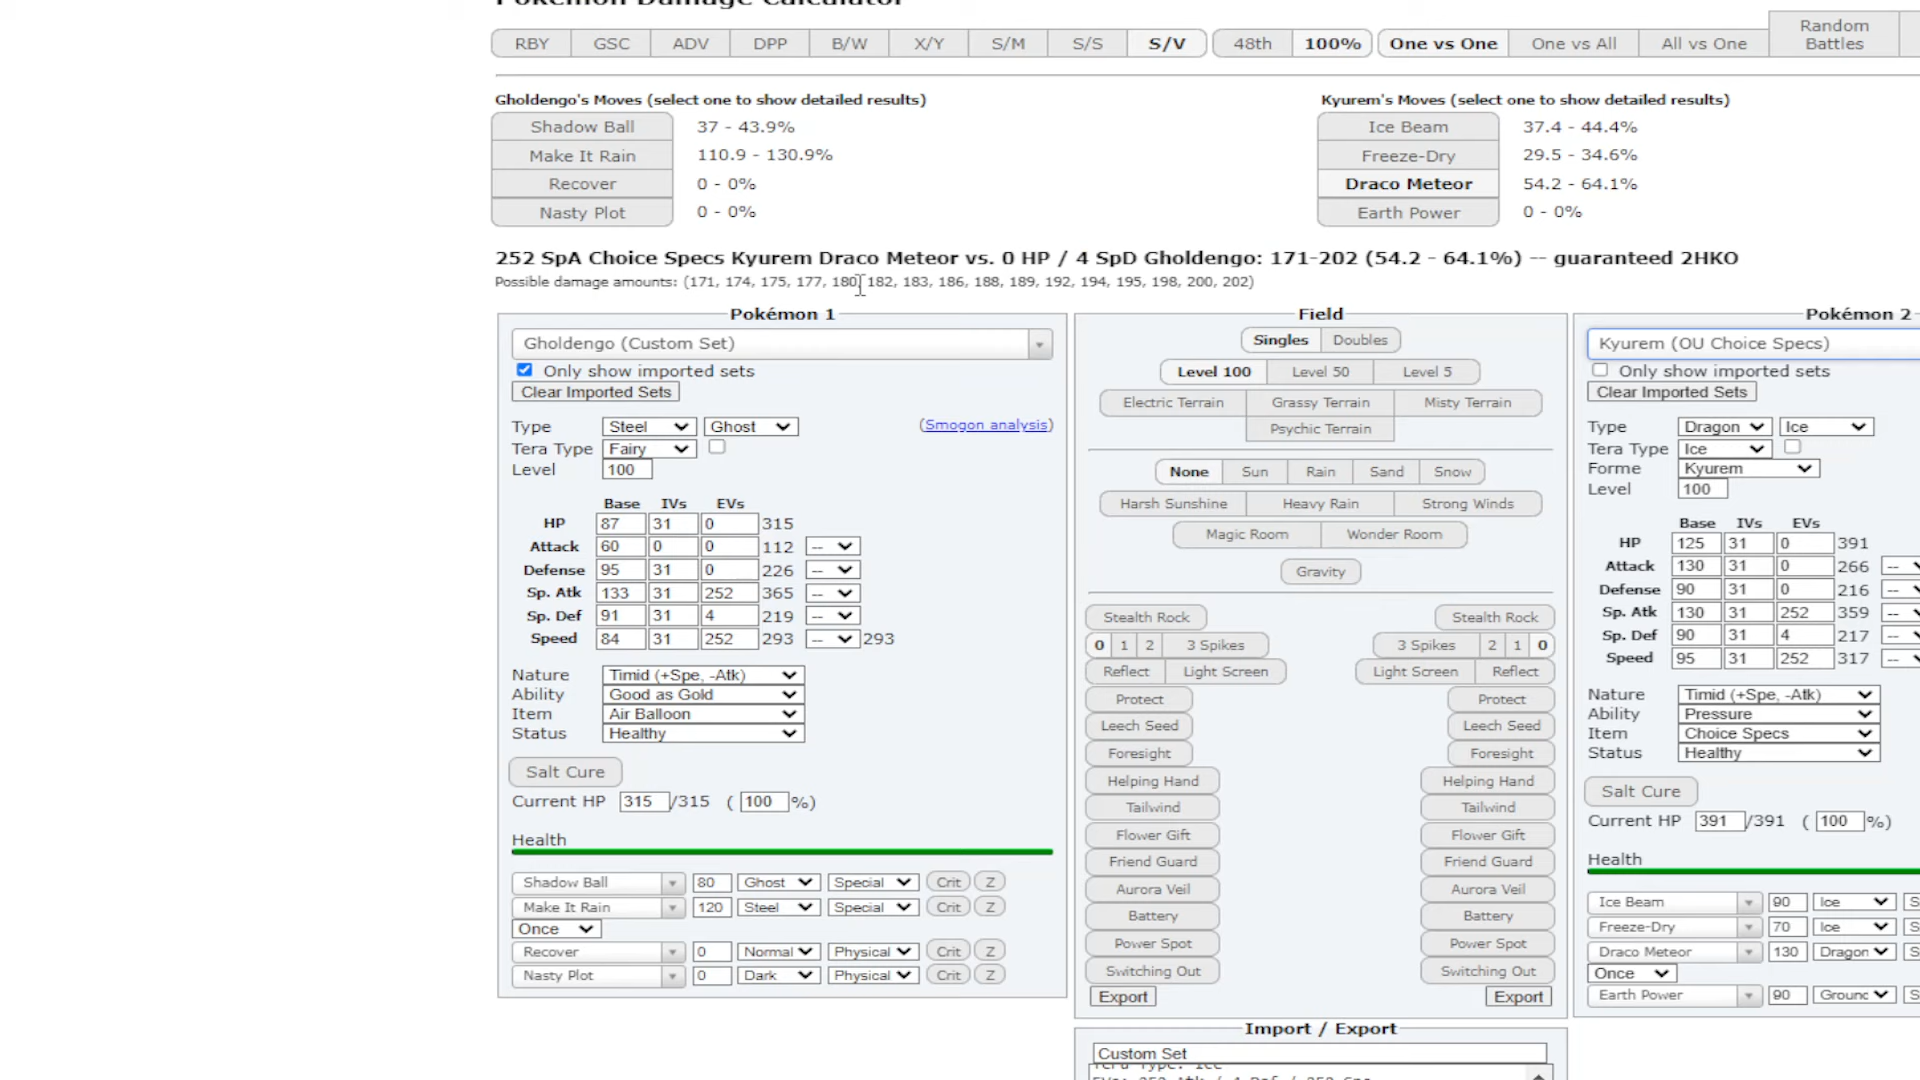 Pokémon Damage Calculator
RBY GSC ADV DPP B/W X/Y S/M S/S S/V 48th 100% One vs One One vs All All vs One Random Battles
Gholdengo's Moves (select one to show detailed results)
Shadow Ball 37 - 43.9%
Make It Rain 110.9 - 130.9%
Recover 0 - 0%
Nasty Plot 0 - 0%
Kyurem's Moves (select one to show detailed results)
Ice Beam 37.4 - 44.4%
Freeze-Dry 29.5 - 34.6%
Draco Meteor 54.2 - 64.1%
Earth Power 0 - 0%
252 SpA Choice Specs Kyurem Draco Meteor vs. 0 HP / 4 SpD Gholdengo: 171-202 (54.2 - 64.1%) -- guaranteed 2HKO
Possible damage amounts: (171, 174, 175, 177, 180, 182, 183, 186, 188, 189, 192, 194, 195, 198, 200, 202)
Pokémon 1
Gholdengo (Custom Set)
Only show imported sets
Clear Imported Sets
Type Steel Ghost (Smogon analysis)
Tera Type Fairy
Level 100
Base IVs EVs
HP 87 31 0 315
Attack 60 0 0 112 --
Defense 95 31 0 226 --
Sp. Atk 133 31 252 365 --
Sp. Def 91 31 4 219 --
Speed 84 31 252 293 -- 293
Nature Timid (+Spe, -Atk)
Ability Good as Gold
Item Air Balloon
Status Healthy
Salt Cure
Current HP 315 /315 ( 100 %)
Health
Shadow Ball 80 Ghost Special Crit Z
Make It Rain 120 Steel Special Crit Z
Once
Recover 0 Normal Physical Crit Z
Nasty Plot 0 Dark Physical Crit Z
Field
Singles Doubles
Level 100 Level 50 Level 5
Electric Terrain Grassy Terrain Misty Terrain
Psychic Terrain
None Sun Rain Sand Snow
Harsh Sunshine Heavy Rain Strong Winds
Magic Room Wonder Room
Gravity
Stealth Rock Stealth Rock
0 1 2 3 Spikes 3 Spikes 2 1 0
Reflect Light Screen Light Screen Reflect
Protect Protect
Leech Seed Leech Seed
Foresight Foresight
Helping Hand Helping Hand
Tailwind Tailwind
Flower Gift Flower Gift
Friend Guard Friend Guard
Aurora Veil Aurora Veil
Battery Battery
Power Spot Power Spot
Switching Out Switching Out
Export Export
Import / Export
Custom Set
Tera Type: Ice
Pokémon 2
Kyurem (OU Choice Specs)
Only show imported sets
Clear Imported Sets
Type Dragon Ice
Tera Type Ice
Forme Kyurem
Level 100
Base IVs EVs
HP 125 31 0 391
Attack 130 31 0 266 --
Defense 90 31 0 216 --
Sp. Atk 130 31 252 359 --
Sp. Def 90 31 4 217 --
Speed 95 31 252 317 --
Nature Timid (+Spe, -Atk)
Ability Pressure
Item Choice Specs
Status Healthy
Salt Cure
Current HP 391 /391 ( 100 %)
Health
Ice Beam 90 Ice S
Freeze-Dry 70 Ice S
Draco Meteor 130 Dragon S
Once
Earth Power 90 Ground S